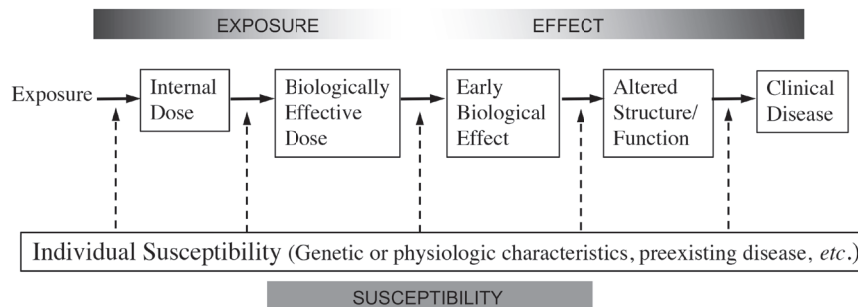 EXPOSURE EFFECT
Exposure
Internal
Dose
Biologically
Effective
Dose
Early
Biological
Effect
Altered
Structure/
Function
Clinical
Disease
Individual Susceptibility (Genetic or physiologic characteristics, preexisting disease, etc.)
SUSCEPTIBILITY